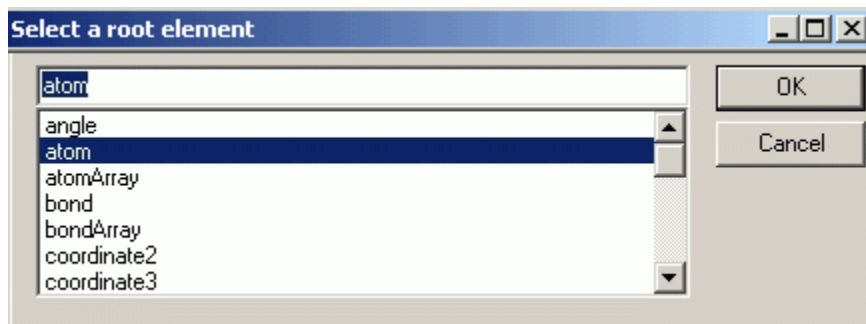 Select a root element
atom
OK
angle
atom
Cancel
atomArray
bond
bondArray
coordinate2
coordinate3